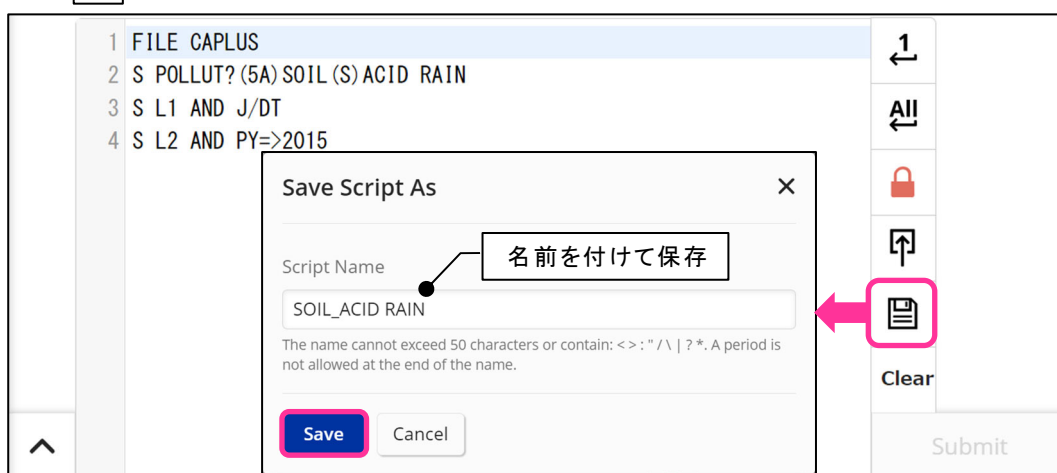 1 FILE CAPLUS
2 S POLLUT?(5A)SOIL(S)ACID RAIN
3 S L1 AND J/DT
4 S L2 AND PY=>2015
1
All
Save Script As
Script Name
名前を付けて保存
SOIL_ACID RAIN
The name cannot exceed 50 characters or contain: < > : " / \ | ? *. A period is
not allowed at the end of the name.
Save Cancel
Clear
Submit